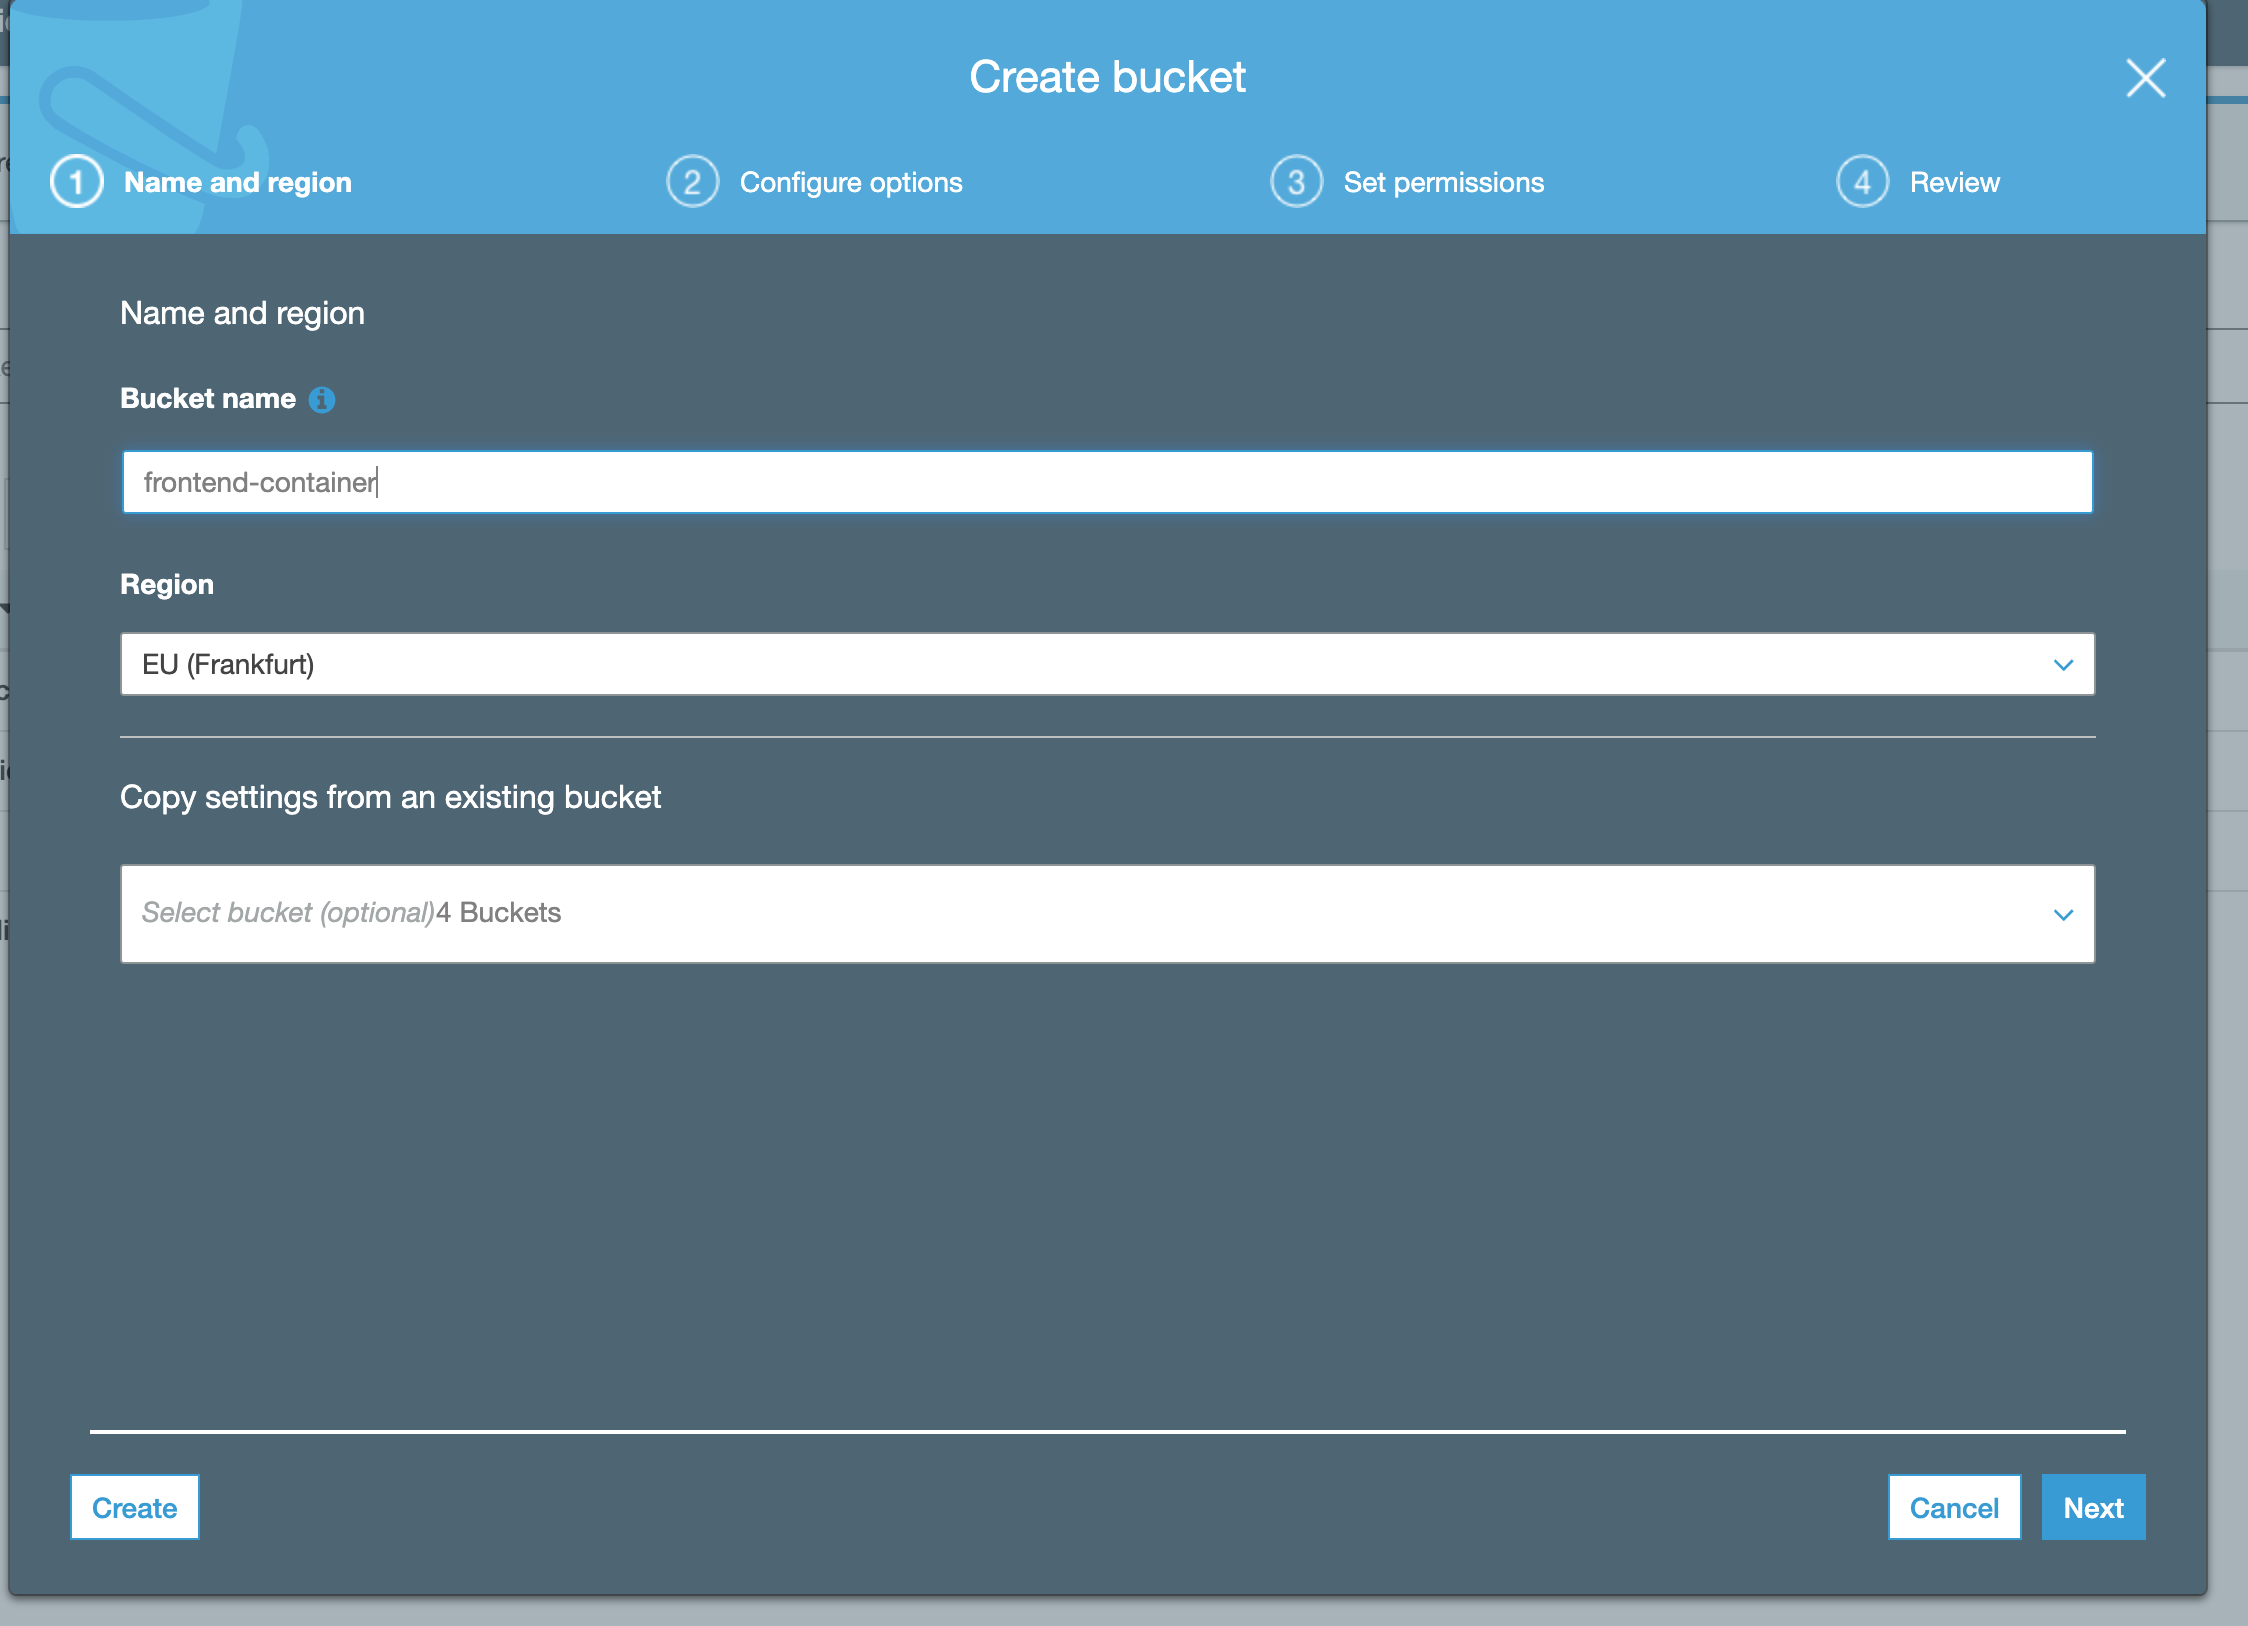 Create bucket
1 Name and region
2 Configure options
3 Set permissions
4 Review
Name and region
Bucket name
frontend-container
Region
EU (Frankfurt)
Copy settings from an existing bucket
Select bucket (optional)4 Buckets
Create
Cancel
Next